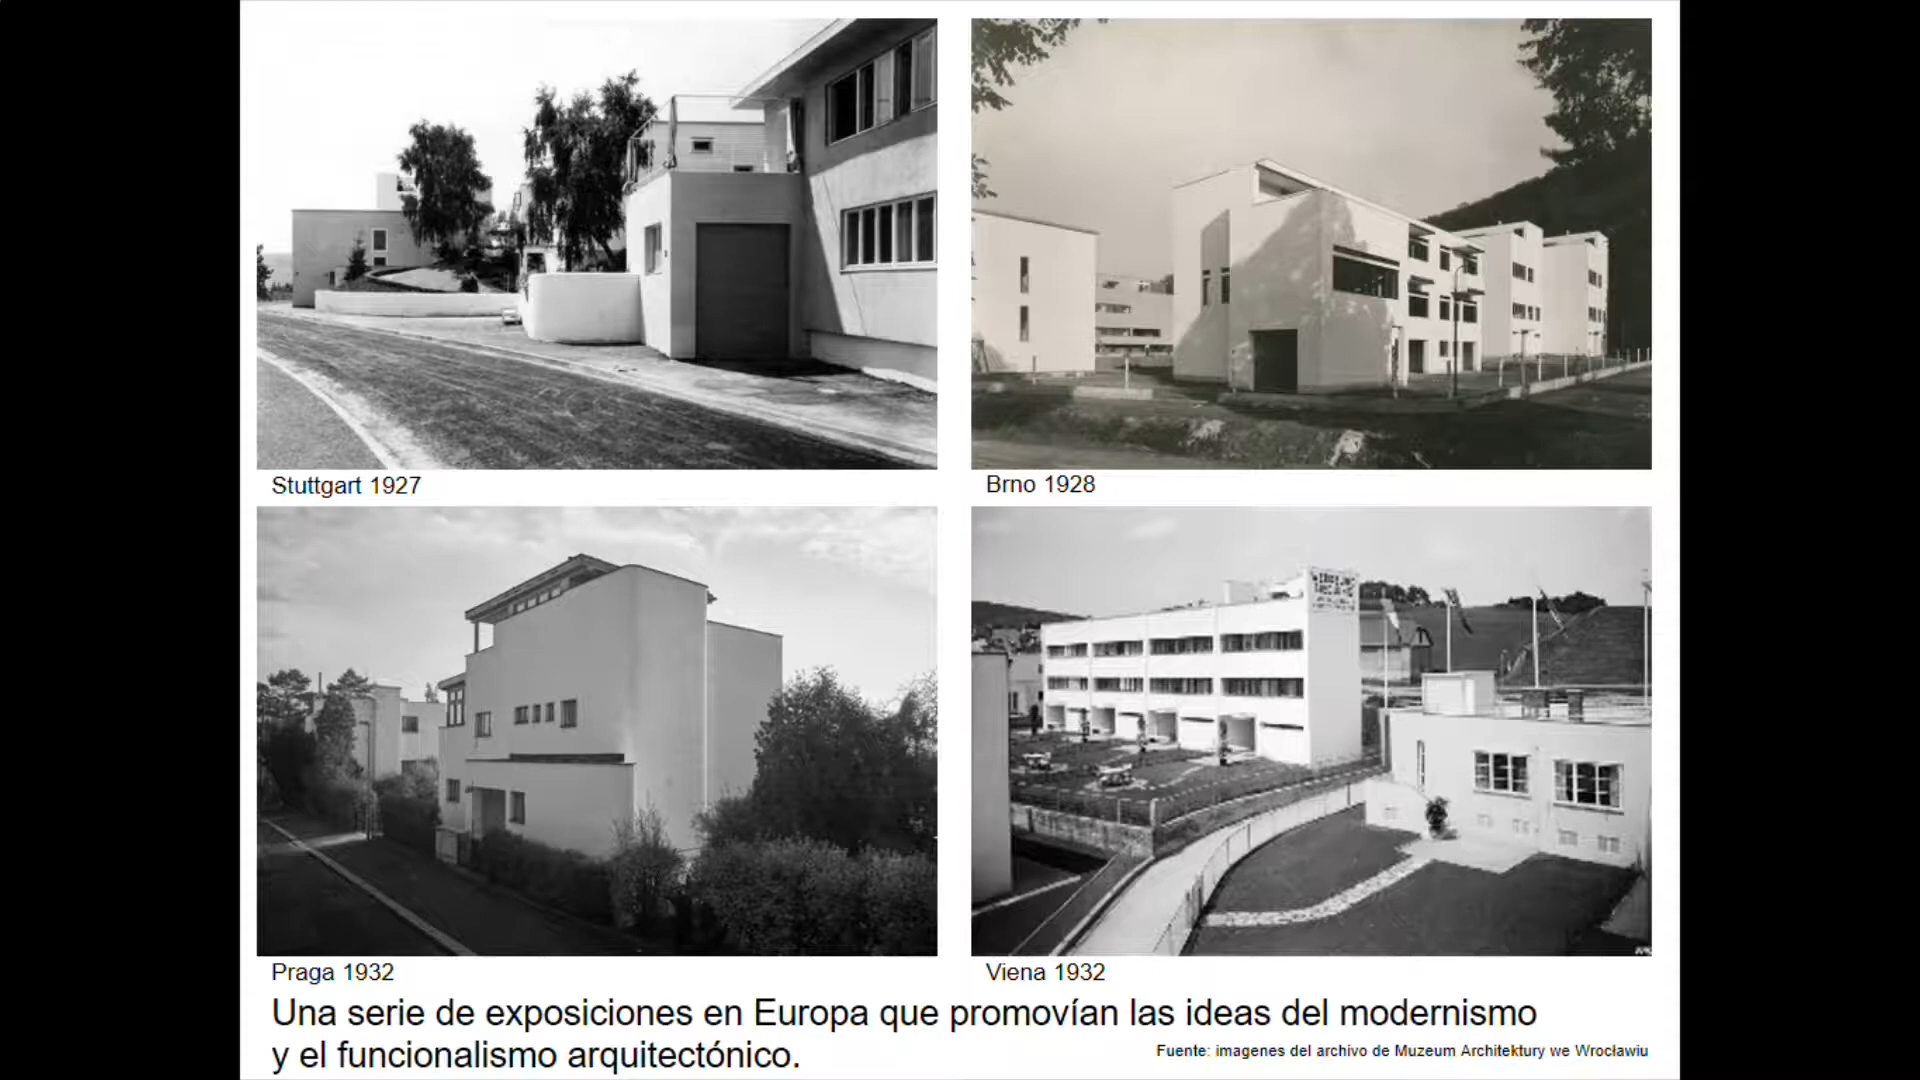 Stuttgart 1927
Brno 1928
Praga 1932
Viena 1932
Una serie de exposiciones en Europa que promovían las ideas del modernismo
y el funcionalismo arquitectónico.
Fuente: imagenes del archivo de Muzeum Architektury we Wrocławiu